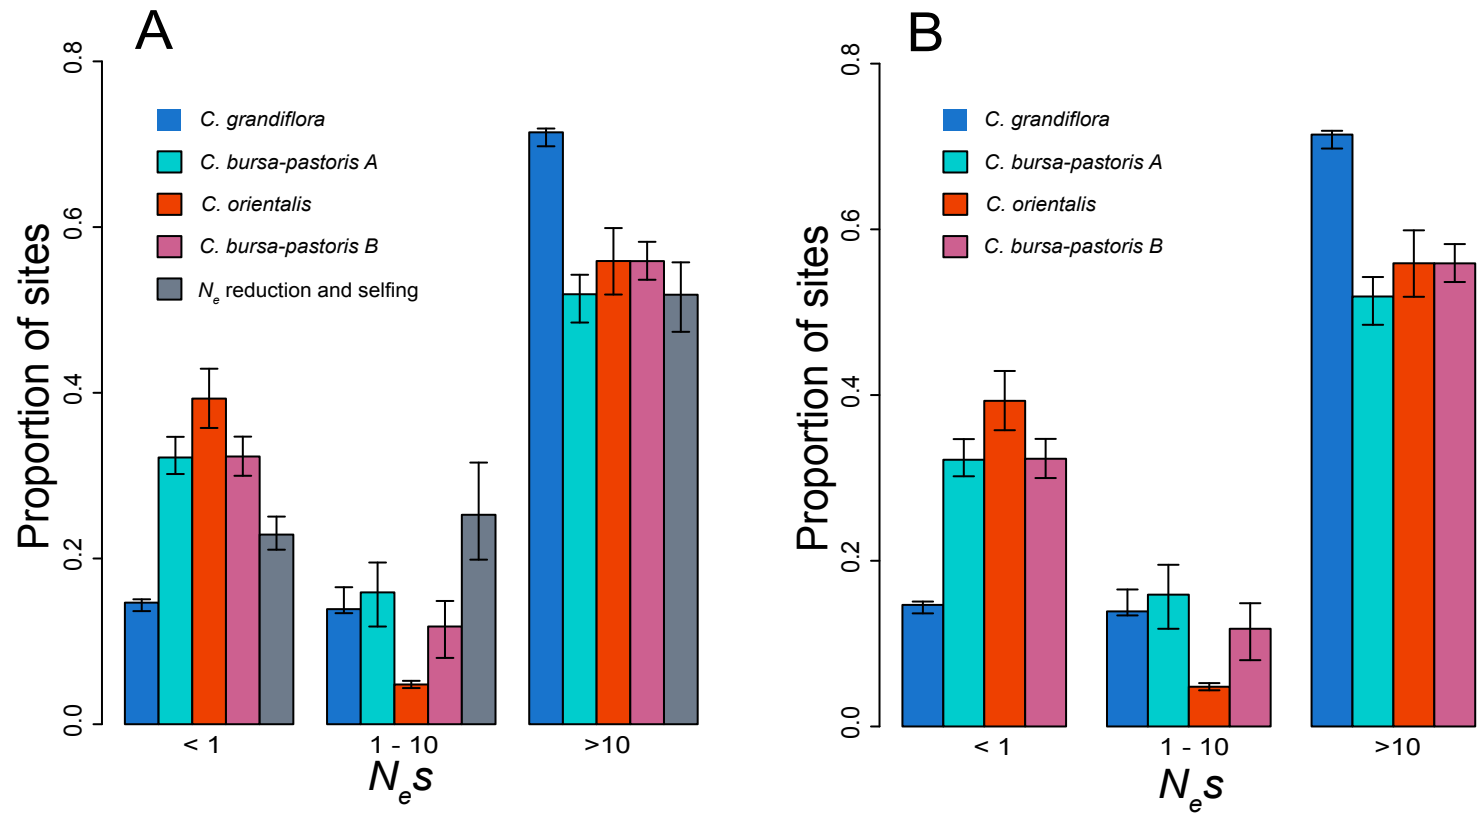 A
Proportion of sites
0.8
0.6
0.4
0.2
0.0
C. grandiflora
C. bursa-pastoris A
C. orientalis
C. bursa-pastoris B
Ne reduction and selfing
< 1
1 - 10
>10
Nes
B
Proportion of sites
0.8
0.6
0.4
0.2
0.0
C. grandiflora
C. bursa-pastoris A
C. orientalis
C. bursa-pastoris B
< 1
1 - 10
>10
Nes